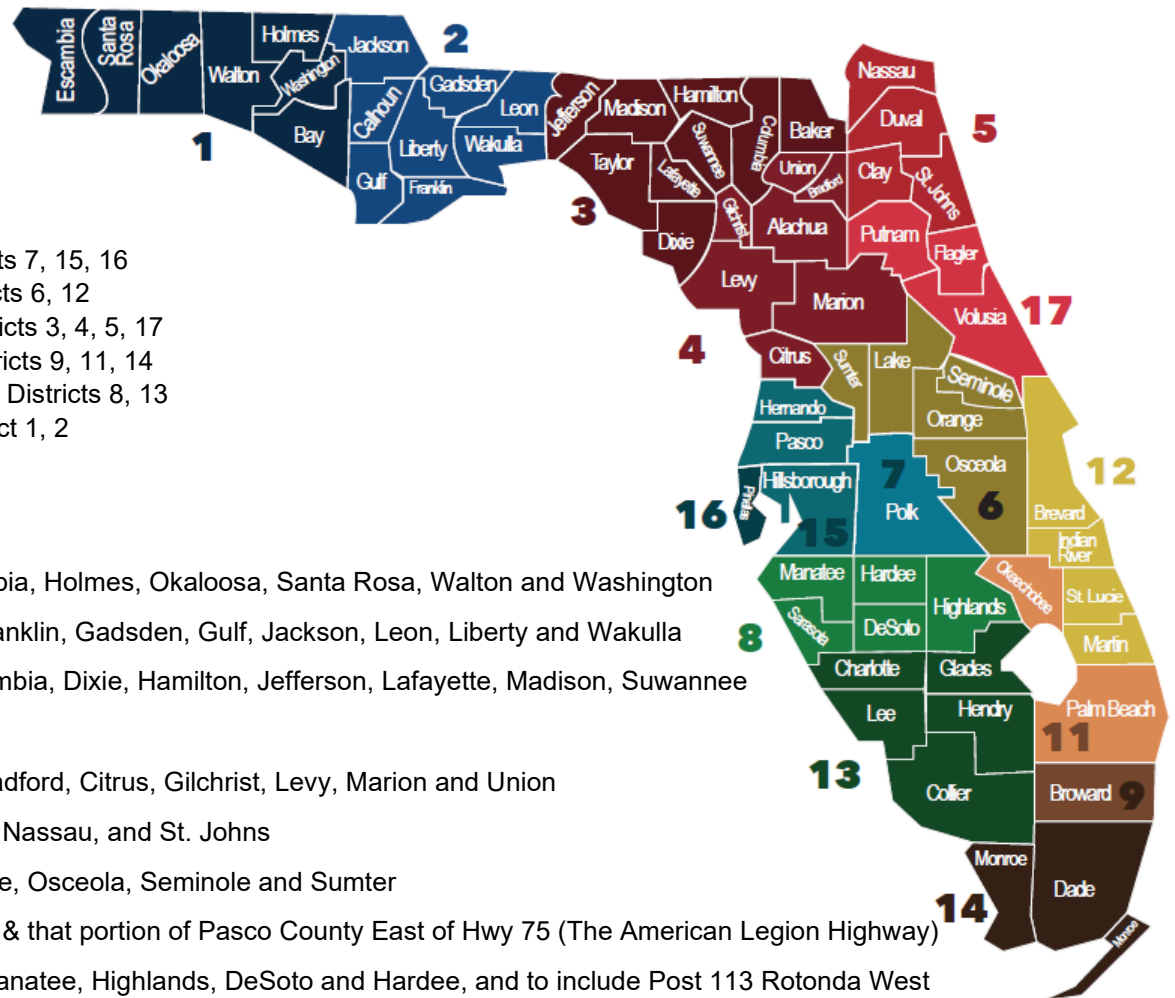 Escambia
Santa
Rosa
Okaloosa
Walton
Holmes
Washington
Bay
Jackson
2
Calhoun
Gadsden
Liberty
Leon
Wakulla
Gulf
Franklin
1
Jefferson
Madison
Hamilton
Taylor
Suwannee
Lafayette
Columbia
Baker
Union
Bradford
Gilchrist
Dixie
3
Alachua
Levy
Marion
Citrus
4
Nassau
Duval
5
Clay
St. Johns
Putnam
Flagler
Volusia
17
ts 7, 15, 16
cts 6, 12
icts 3, 4, 5, 17
ricts 9, 11, 14
Districts 8, 13
ct 1, 2
Sumter
Lake
Seminole
Orange
Osceola
6
Hernando
Pasco
Hillsborough
Pinellas
16
1
15
7
Polk
12
Brevard
Indian
River
St. Lucie
Martin
Okeechobee
Manatee
Hardee
Highlands
Sarasota
DeSoto
8
Charlotte
Glades
Lee
Hendry
Collier
13
Palm Beach
11
Broward
9
Monroe
Dade
14
Monroe
bia, Holmes, Okaloosa, Santa Rosa, Walton and Washington
anklin, Gadsden, Gulf, Jackson, Leon, Liberty and Wakulla
mbia, Dixie, Hamilton, Jefferson, Lafayette, Madison, Suwannee
adford, Citrus, Gilchrist, Levy, Marion and Union
Nassau, and St. Johns
e, Osceola, Seminole and Sumter
& that portion of Pasco County East of Hwy 75 (The American Legion Highway)
anatee, Highlands, DeSoto and Hardee, and to include Post 113 Rotonda West